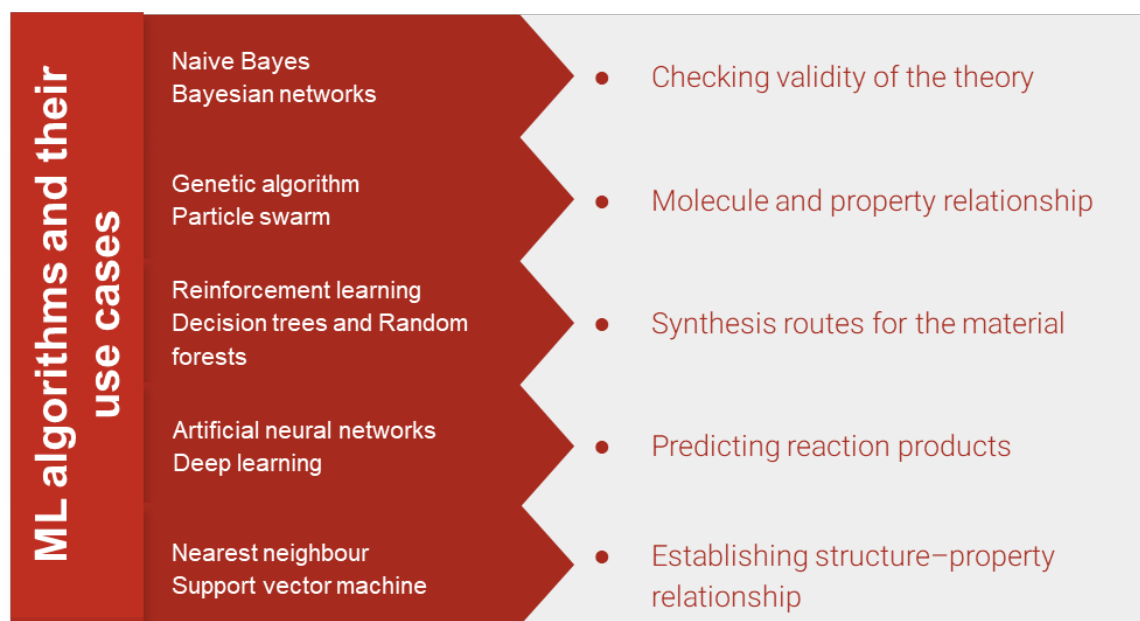 ML algorithms and their
use cases
Naive Bayes
Bayesian networks
Checking validity of the theory
Genetic algorithm
Particle swarm
Molecule and property relationship
Reinforcement learning
Decision trees and Random
forests
Synthesis routes for the material
Artificial neural networks
Deep learning
Predicting reaction products
Nearest neighbour
Support vector machine
Establishing structure–property
relationship